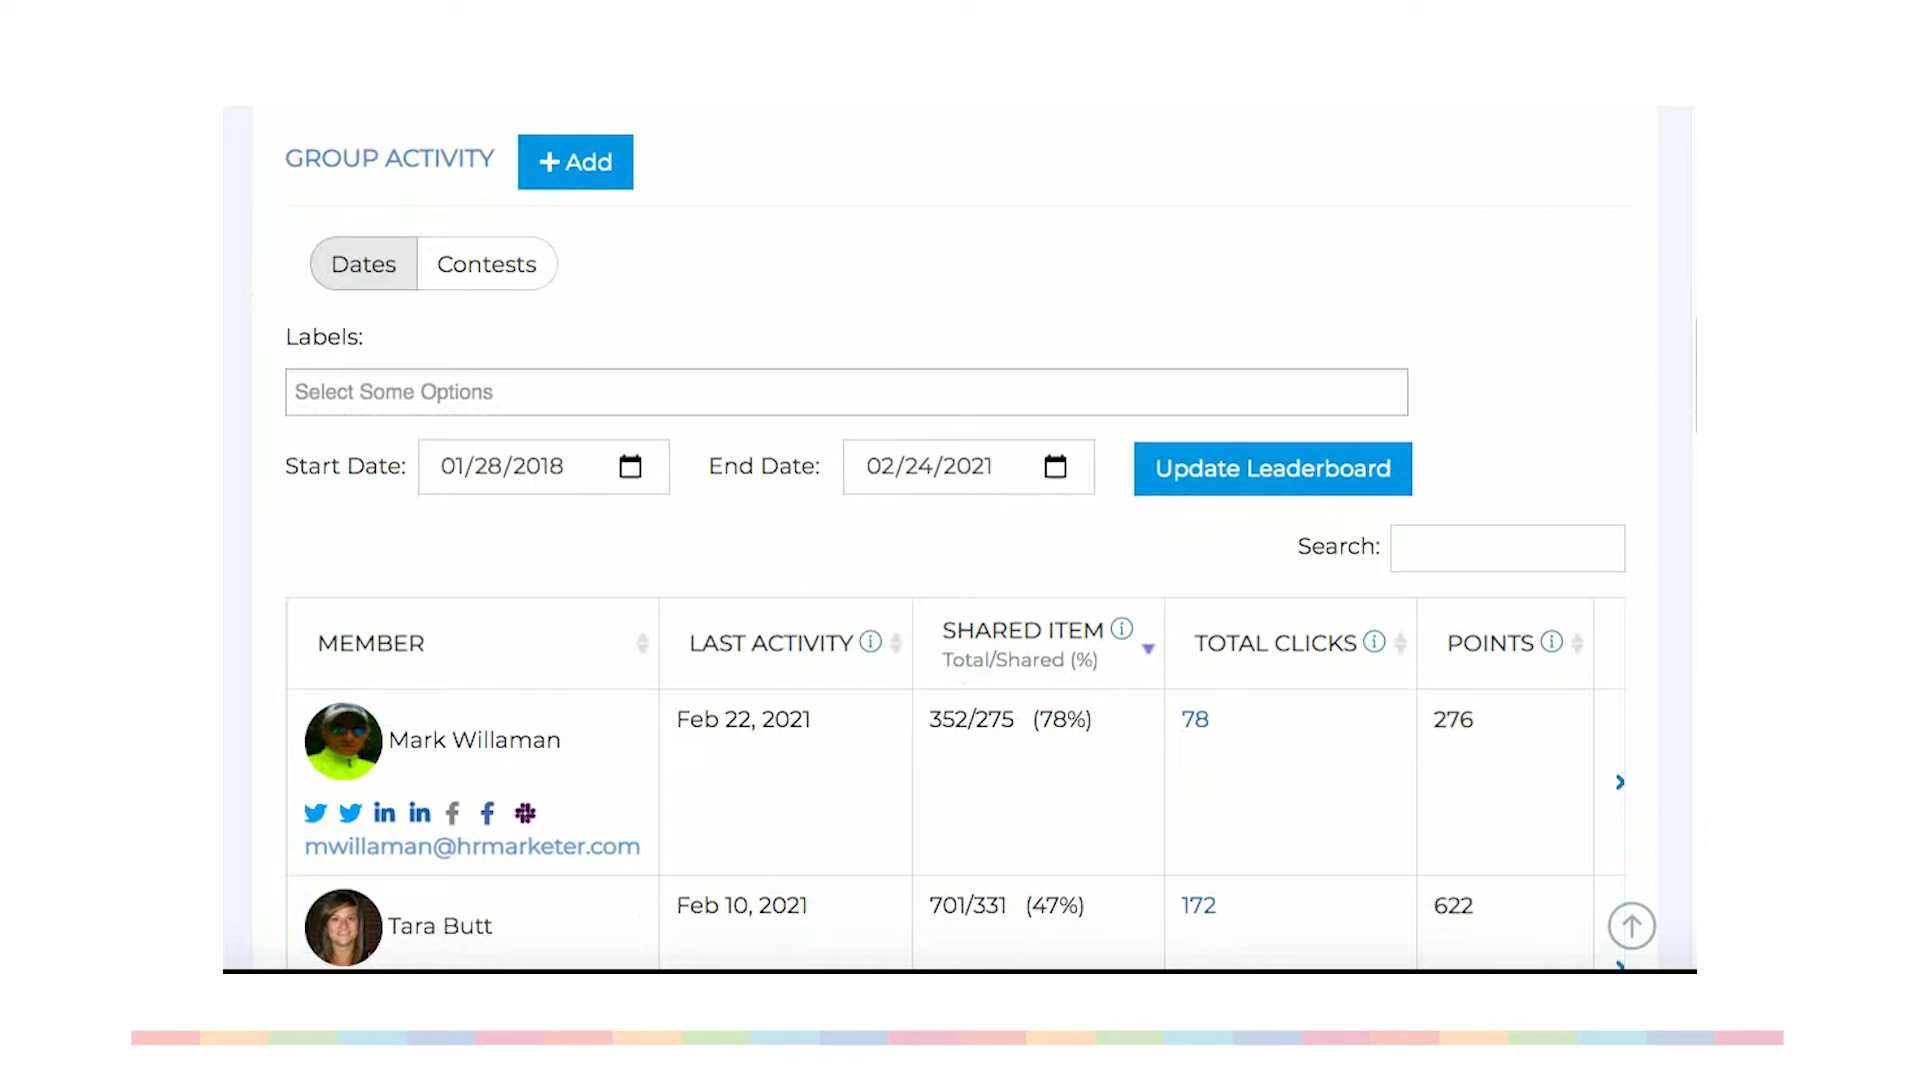 GROUP ACTIVITY
+ Add
Dates
Contests
Labels:
Select Some Options
Start Date: 01/28/2018 End Date: 02/24/2021 Update Leaderboard
Search:
MEMBER LAST ACTIVITY SHARED ITEM TOTAL CLICKS POINTS
Total/Shared (%)
Mark Willaman Feb 22, 2021 352/275 (78%) 78 276
mwillaman@hrmarketer.com
Tara Butt Feb 10, 2021 701/331 (47%) 172 622